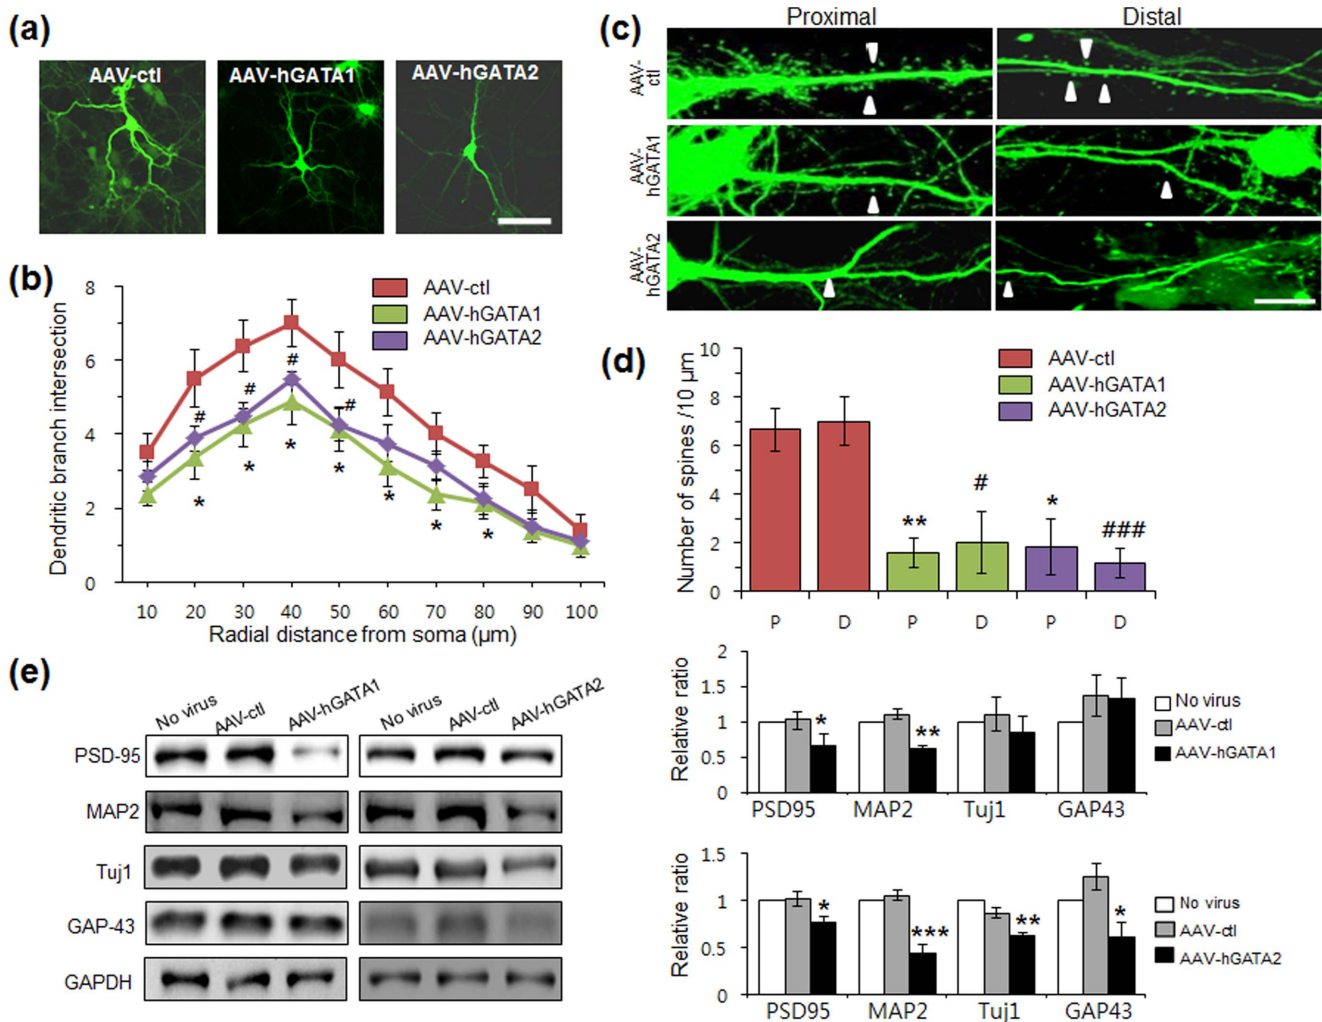 (a)
AAV-ctl
AAV-hGATA1
AAV-hGATA2
(b)
8
6
4
2
0
Dendritic branch intersection
AAV-ctl
AAV-hGATA1
AAV-hGATA2
# # # #
* * * * * * *
10 20 30 40 50 60 70 80 90 100
Radial distance from soma (µm)
(c)
Proximal Distal
AAV-ctl
AAV-hGATA1
AAV-hGATA2
(d)
10
8
6
4
2
0
Number of spines /10 µm
AAV-ctl
AAV-hGATA1
AAV-hGATA2
** # * ###
P D P D P D
(e)
No virus AAV-ctl AAV-hGATA1 No virus AAV-ctl AAV-hGATA2
PSD-95
MAP2
Tuj1
GAP-43
GAPDH
2
1.5
1
0.5
0
Relative ratio
* **
No virus
AAV-ctl
AAV-hGATA1
PSD95 MAP2 Tuj1 GAP43
1.5
1
0.5
0
Relative ratio
* *** ** *
No virus
AAV-ctl
AAV-hGATA2
PSD95 MAP2 Tuj1 GAP43